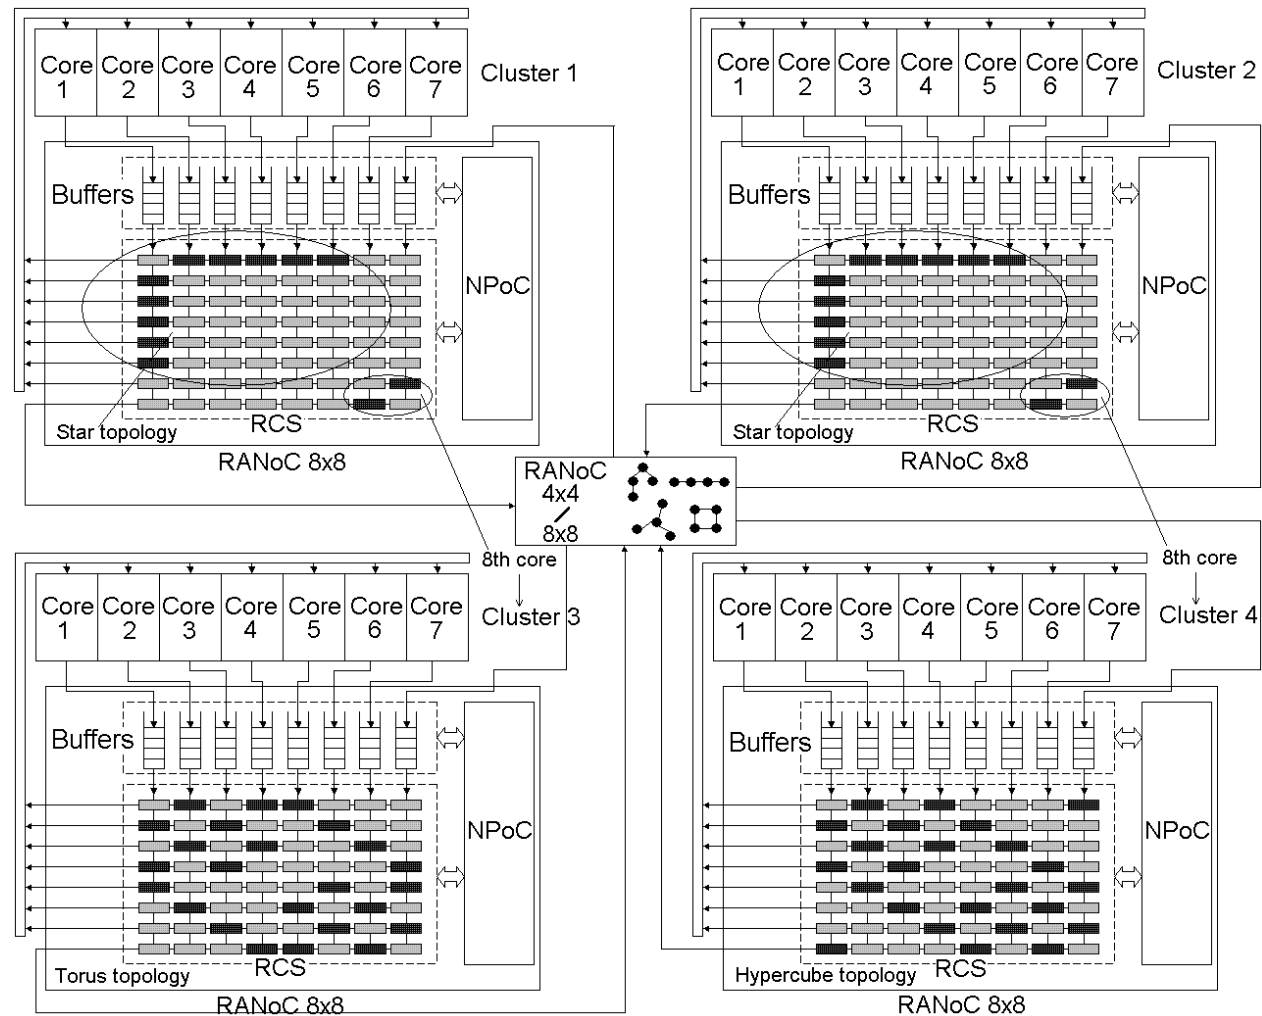 Core 1
Core 2
Core 3
Core 4
Core 5
Core 6
Core 7
Cluster 1
Buffers
NPoC
Star topology
RCS
RANoC 8x8
Core 1
Core 2
Core 3
Core 4
Core 5
Core 6
Core 7
Cluster 2
Buffers
NPoC
Star topology
RCS
RANoC 8x8
RANoC
4x4
8x8
8th core
Cluster 3
Core 1
Core 2
Core 3
Core 4
Core 5
Core 6
Core 7
Buffers
NPoC
Torus topology
RCS
RANoC 8x8
8th core
Cluster 4
Core 1
Core 2
Core 3
Core 4
Core 5
Core 6
Core 7
Buffers
NPoC
Hypercube topology
RCS
RANoC 8x8